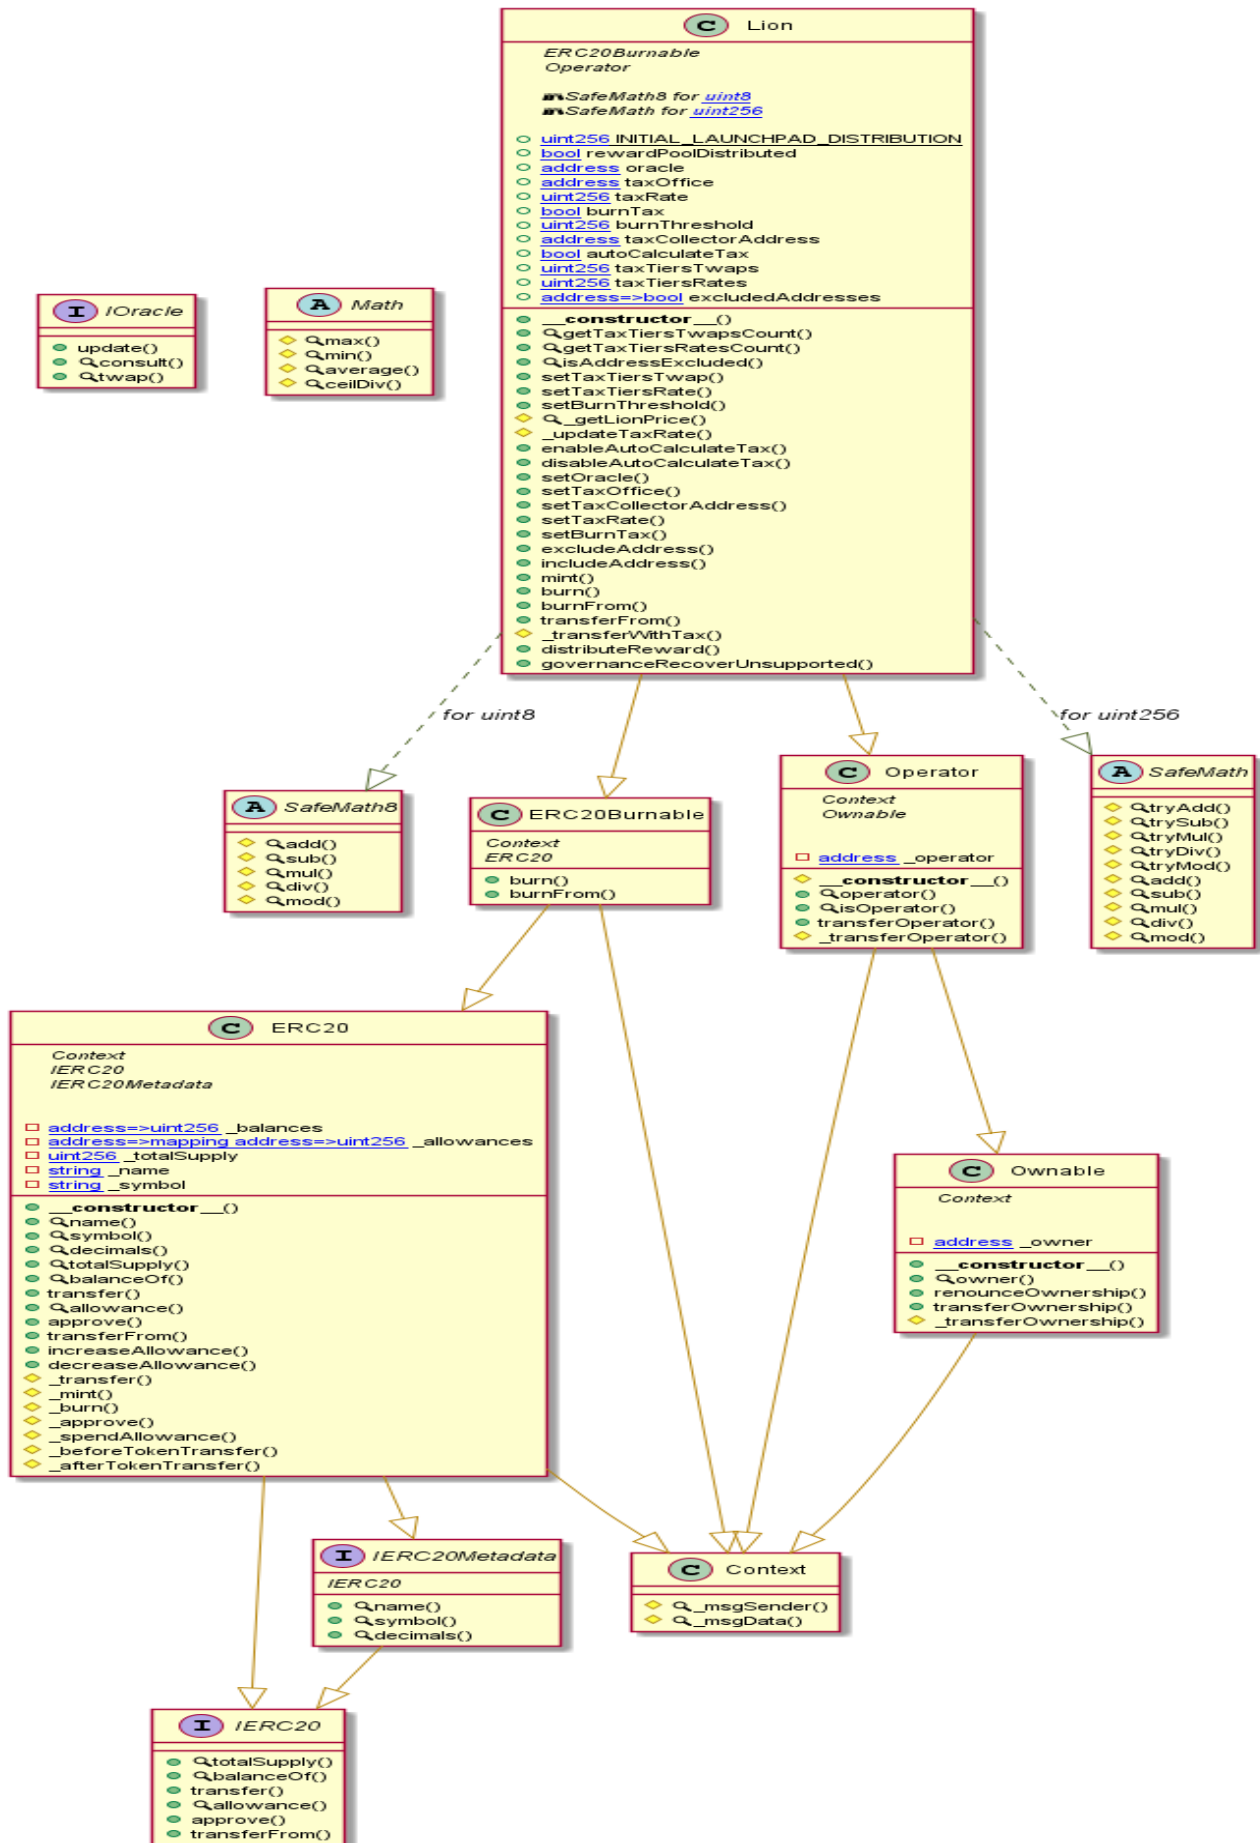 C Lion
ERC20Burnable
Operator
SafeMath8 for uint8
SafeMath for uint256
uint256 INITIAL_LAUNCHPAD_DISTRIBUTION
bool rewardPoolDistributed
address oracle
address taxOffice
uint256 taxRate
bool burnTax
uint256 burnThreshold
address taxCollectorAddress
bool autoCalculateTax
uint256 taxTiersTwaps
uint256 taxTiersRates
address=>bool excludedAddresses
__constructor__()
getTaxTiersTwapsCount()
getTaxTiersRatesCount()
isAddressExcluded()
setTaxTiersTwap()
setTaxTiersRate()
setBurnThreshold()
_getLionPrice()
_updateTaxRate()
enableAutoCalculateTax()
disableAutoCalculateTax()
setOracle()
setTaxOffice()
setTaxCollectorAddress()
setTaxRate()
setBurnTax()
excludeAddress()
includeAddress()
mint()
burn()
burnFrom()
transferFrom()
_transferWithTax()
distributeReward()
governanceRecoverUnsupported()
I IOracle
update()
consult()
twap()
A Math
max()
min()
average()
ceilDiv()
for uint8
for uint256
A SafeMath8
add()
sub()
mul()
div()
mod()
C ERC20Burnable
Context
ERC20
burn()
burnFrom()
C Operator
Context
Ownable
address _operator
__constructor__()
operator()
isOperator()
transferOperator()
_transferOperator()
A SafeMath
tryAdd()
trySub()
tryMul()
tryDiv()
tryMod()
add()
sub()
mul()
div()
mod()
C ERC20
Context
IERC20
IERC20Metadata
address=>uint256 _balances
address=>mapping address=>uint256 _allowances
uint256 _totalSupply
string _name
string _symbol
__constructor__()
name()
symbol()
decimals()
totalSupply()
balanceOf()
transfer()
allowance()
approve()
transferFrom()
increaseAllowance()
decreaseAllowance()
_transfer()
_mint()
_burn()
_approve()
_spendAllowance()
_beforeTokenTransfer()
_afterTokenTransfer()
C Ownable
Context
address _owner
__constructor__()
owner()
renounceOwnership()
transferOwnership()
_transferOwnership()
I IERC20Metadata
IERC20
name()
symbol()
decimals()
C Context
_msgSender()
_msgData()
I IERC20
totalSupply()
balanceOf()
transfer()
allowance()
approve()
transferFrom()